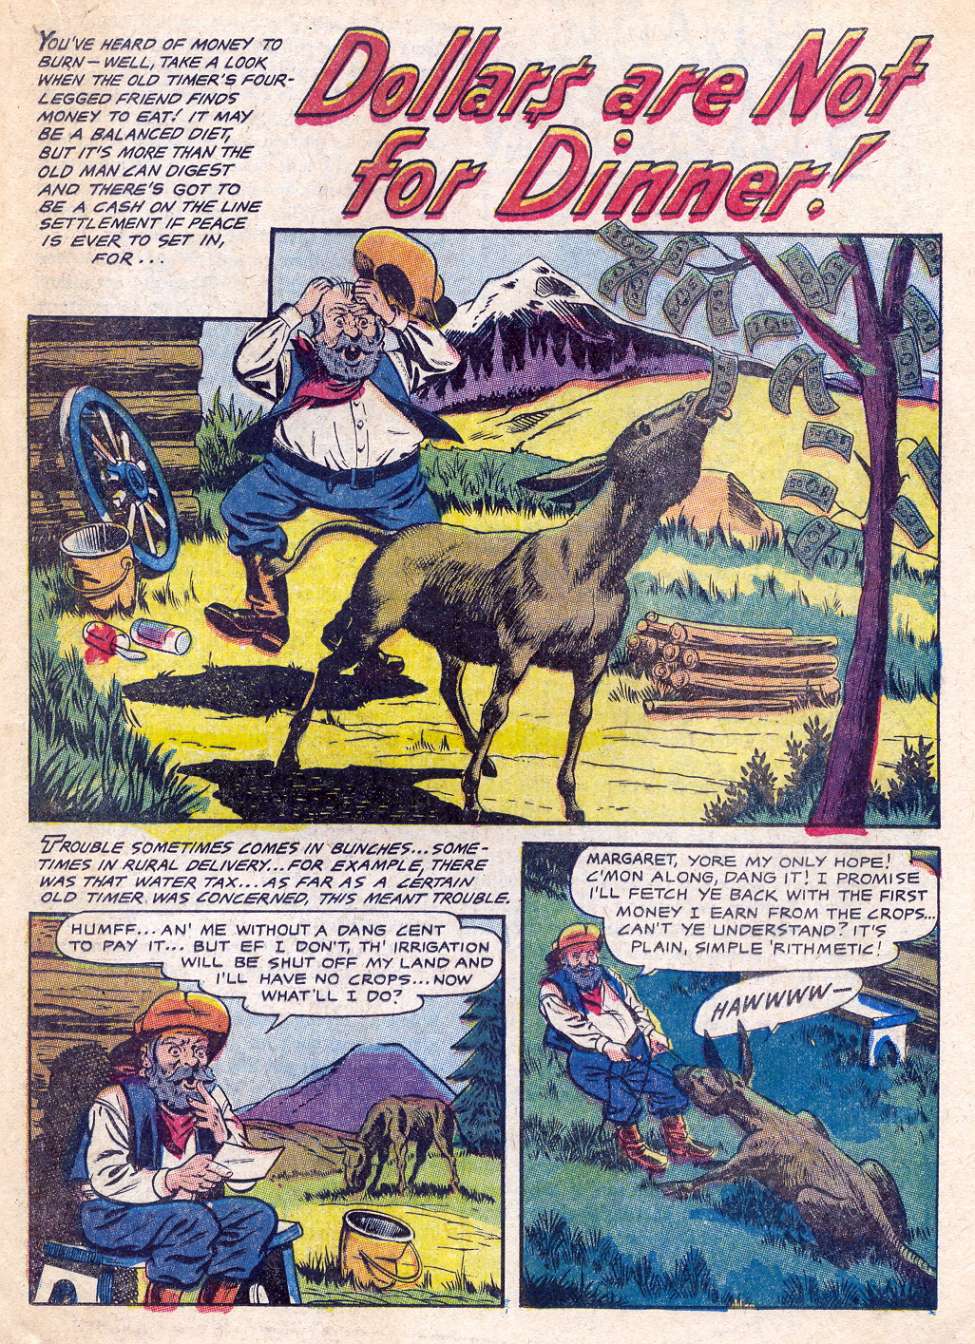 YOU'VE HEARD OF MONEY TO
BURN—WELL, TAKE A LOOK
WHEN THE OLD TIMER'S FOUR-
LEGGED FRIEND FINDS
MONEY TO EAT! IT MAY
BE A BALANCED DIET,
BUT IT'S MORE THAN THE
OLD MAN CAN DIGEST
AND THERE'S GOT TO
BE A CASH ON THE LINE
SETTLEMENT IF PEACE
IS EVER TO SET IN,
FOR...
Dollars are Not
for Dinner!
TROUBLE SOMETIMES COMES IN BUNCHES...SOME-
TIMES IN RURAL DELIVERY...FOR EXAMPLE, THERE
WAS THAT WATER TAX...AS FAR AS A CERTAIN
OLD TIMER WAS CONCERNED, THIS MEANT TROUBLE.
HUMFF...AN' ME WITHOUT A DANG CENT
TO PAY IT... BUT EF I DON'T, TH' IRRIGATION
WILL BE SHUT OFF MY LAND AND
I'LL HAVE NO CROPS...NOW
WHAT'LL I DO?
MARGARET, YORE MY ONLY HOPE!
C'MON ALONG, DANG IT! I PROMISE
I'LL FETCH YE BACK WITH THE FIRST
MONEY I EARN FROM THE CROPS...
CAN'T YE UNDERSTAND? IT'S
PLAIN, SIMPLE 'RITHMETIC!
HAWWWW—